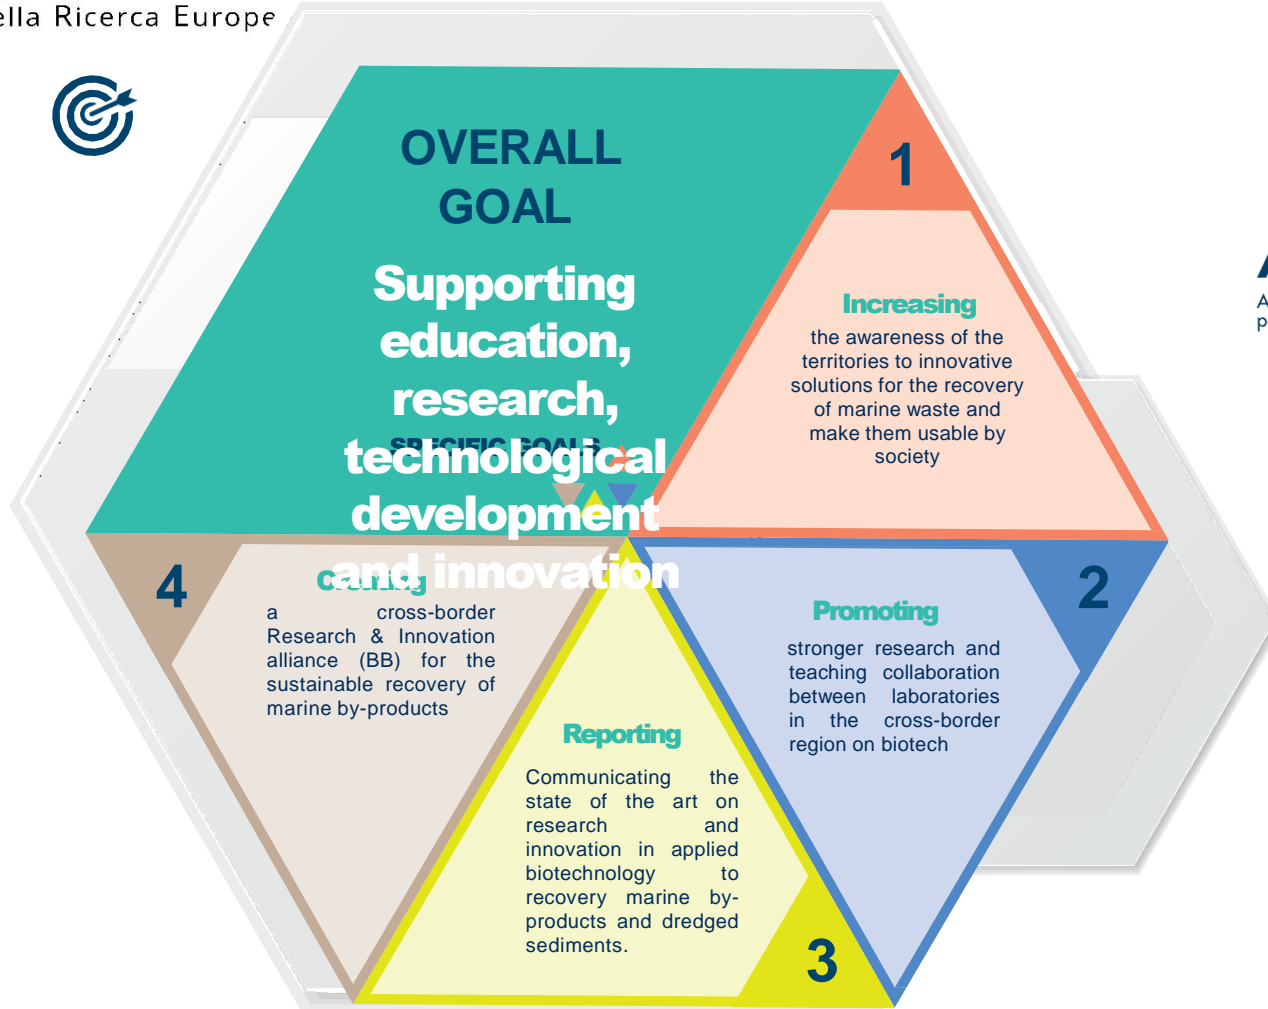 ella Ricerca Europe
OVERALL
GOAL
Supporting
education,
research,
technological
development
and innovation
SPECIFIC GOALS
1
Increasing
the awareness of the
territories to innovative
solutions for the recovery
of marine waste and
make them usable by
society
2
Promoting
stronger research and
teaching collaboration
between laboratories
in the cross-border
region on biotech
3
Reporting
Communicating the
state of the art on
research and
innovation in applied
biotechnology to
recovery marine by-
products and dredged
sediments.
4
Creating
a cross-border
Research & Innovation
alliance (BB) for the
sustainable recovery of
marine by-products
A
A
p